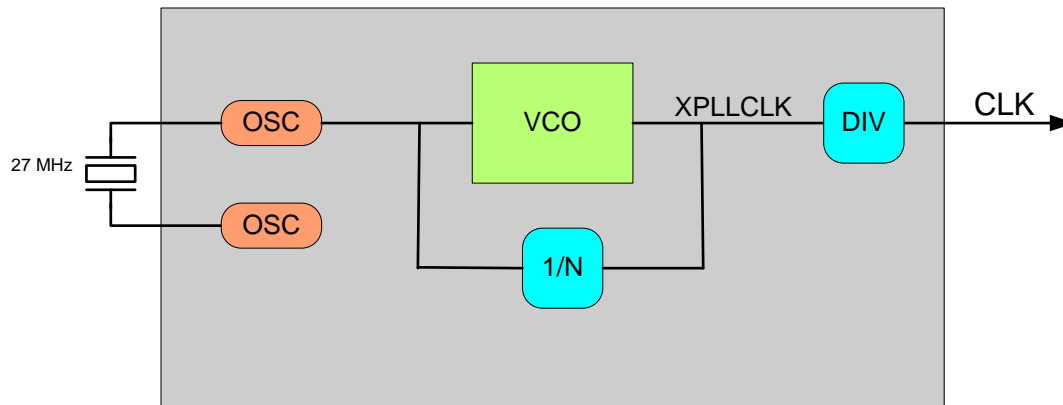 OSC
VCO
XPLLCLK
DIV
CLK
27 MHz
OSC
1/N